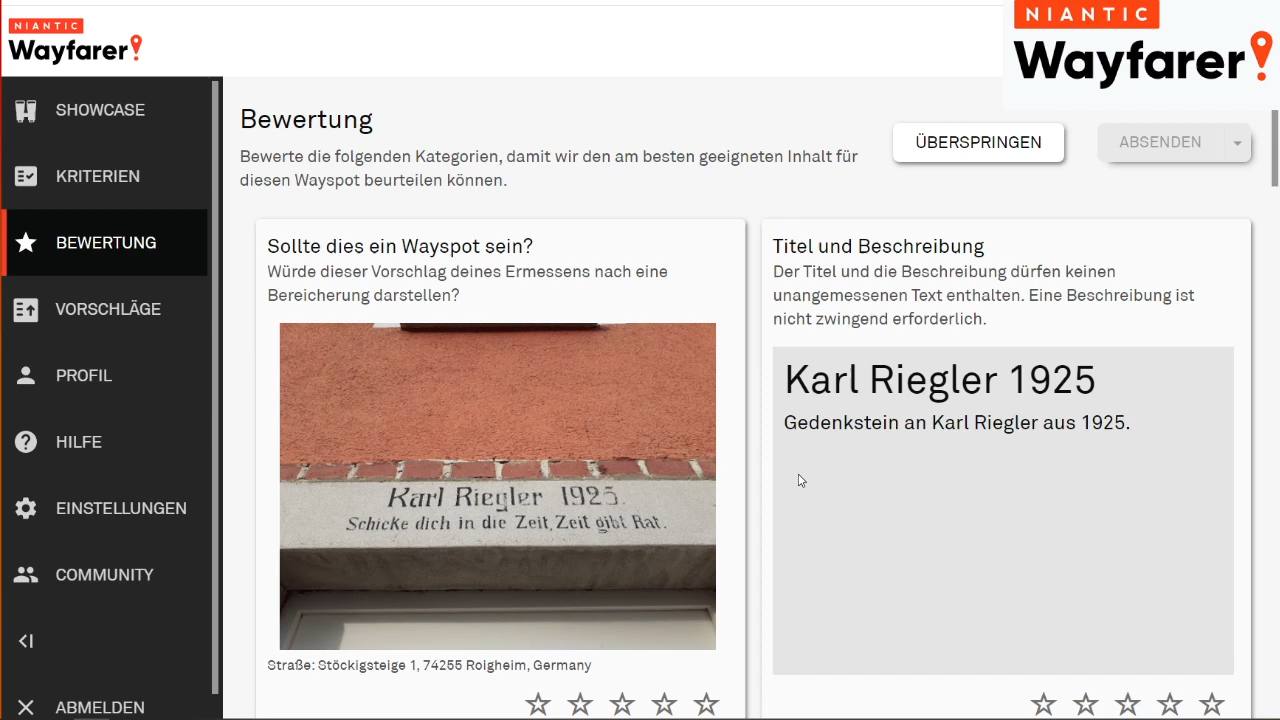 NIANTIC
Wayfarer
NIANTIC
Wayfarer
SHOWCASE
KRITERIEN
BEWERTUNG
VORSCHLÄGE
PROFIL
HILFE
EINSTELLUNGEN
COMMUNITY
ABMELDEN
Bewertung
Bewerte die folgenden Kategorien, damit wir den am besten geeigneten Inhalt für
diesen Wayspot beurteilen können.
ÜBERSPRINGEN
ABSENDEN
Sollte dies ein Wayspot sein?
Würde dieser Vorschlag deines Ermessens nach eine
Bereicherung darstellen?
Karl Riegler 1925.
Schicke dich in die Zeit, Zeit gibt Rat.
Straße: Stöckigsteige 1, 74255 Roigheim, Germany
Titel und Beschreibung
Der Titel und die Beschreibung dürfen keinen
unangemessenen Text enthalten. Eine Beschreibung ist
nicht zwingend erforderlich.
Karl Riegler 1925
Gedenkstein an Karl Riegler aus 1925.